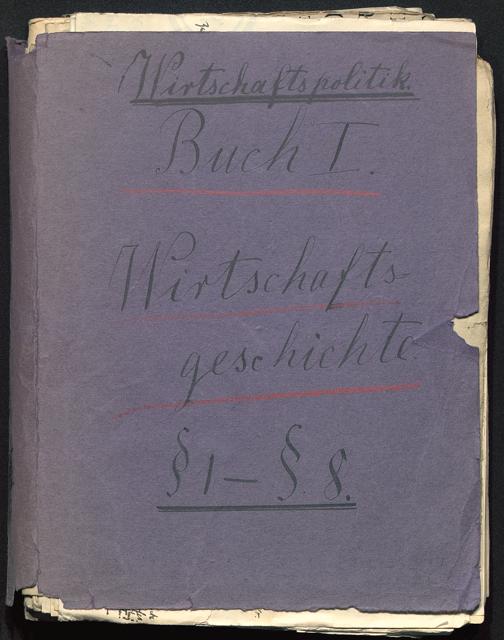 Wirtschaftspolitik.
Buch I.
Wirtschafts-
geschichte.
§ 1 – § 8.